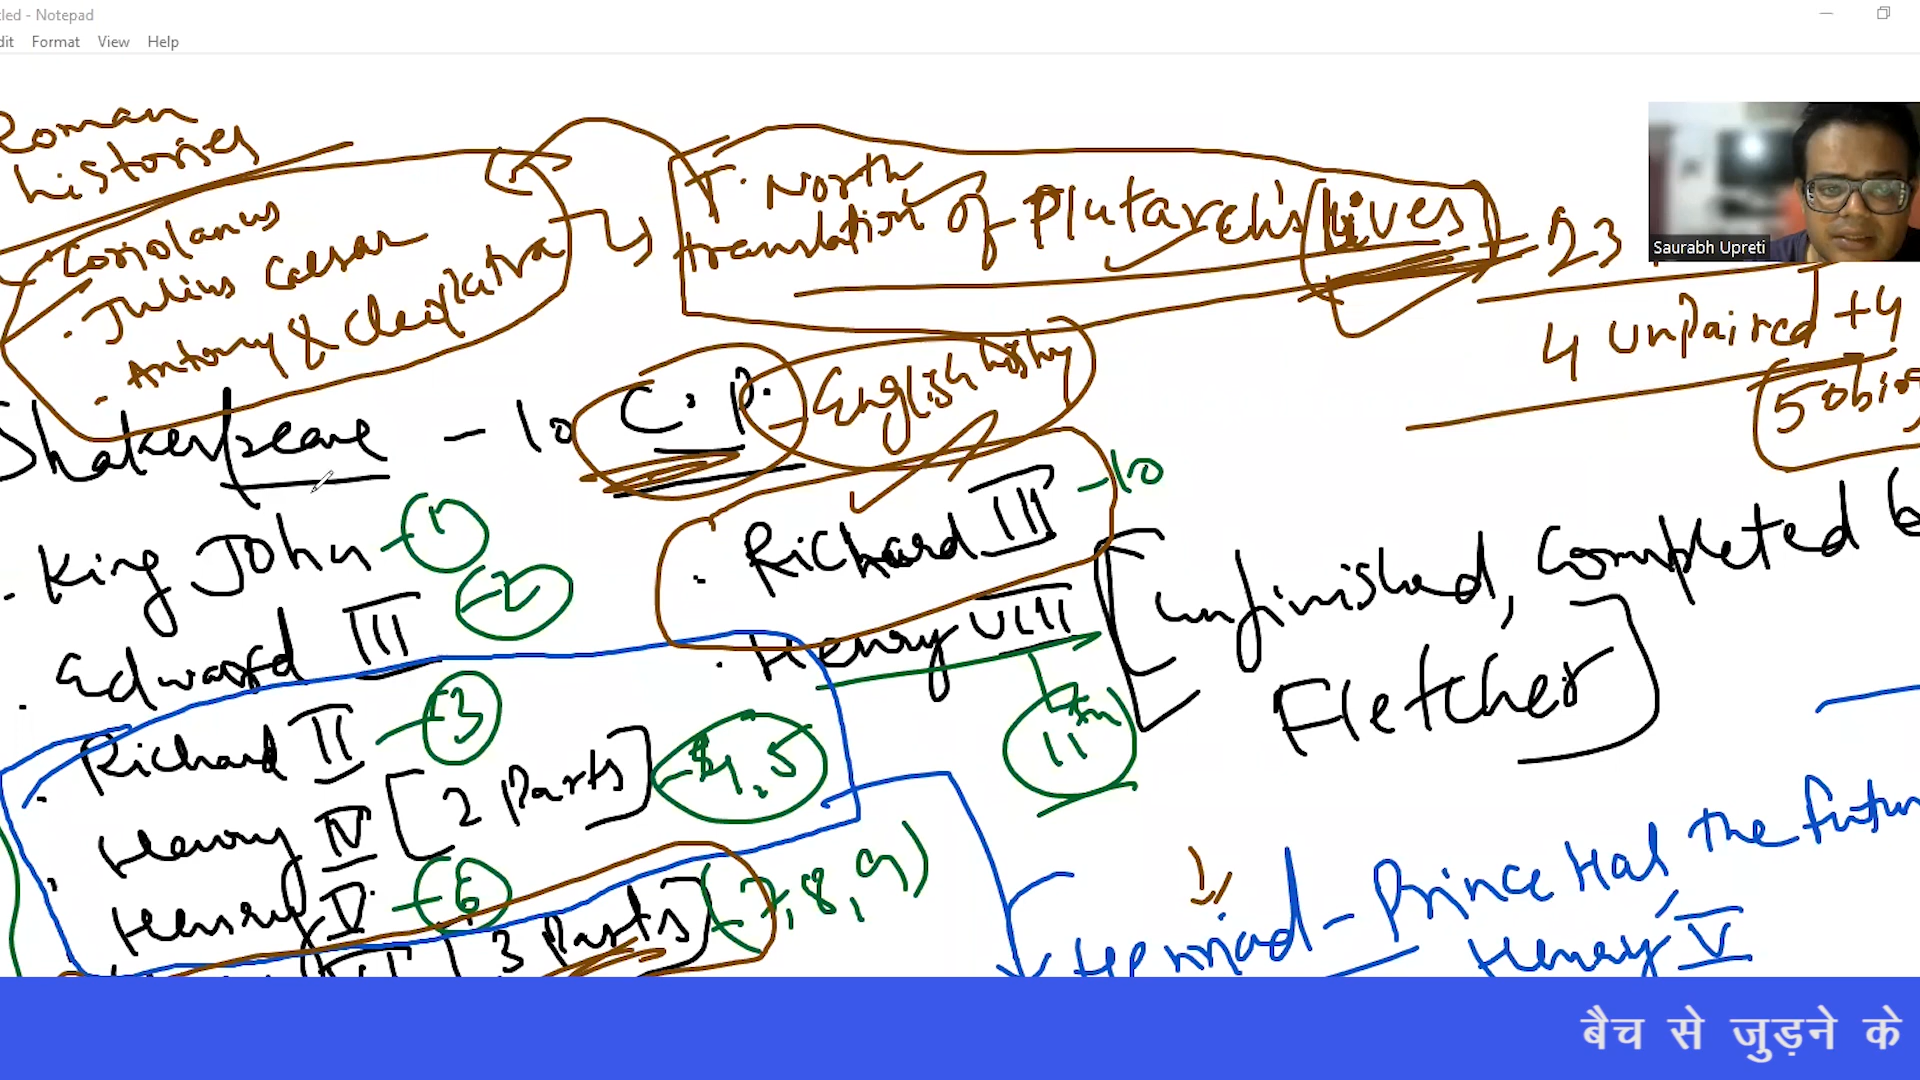 tled - Notepad
dit Format View Help
Roman
histories
Coriolanus
· Julius Caesar
· Antony & Cleopatra
T. North
translation of Plutarch's Lives - 23
4 unpaired + 4
Saurabh Upreti
Shakespeare - 10 C.P. - English history
· King John - 1
· Edward III - 2
· Richard II - 3
· Henry IV [2 Parts] - 4, 5
· Henry V - 6
3 Parts] (-7, 8, 9)
· Richard III - 10
· Henry VIII [unfinished, completed b
Fletcher]
11
Henriad - Prince Hal the futur
Henry V
बैच से जुड़ने के